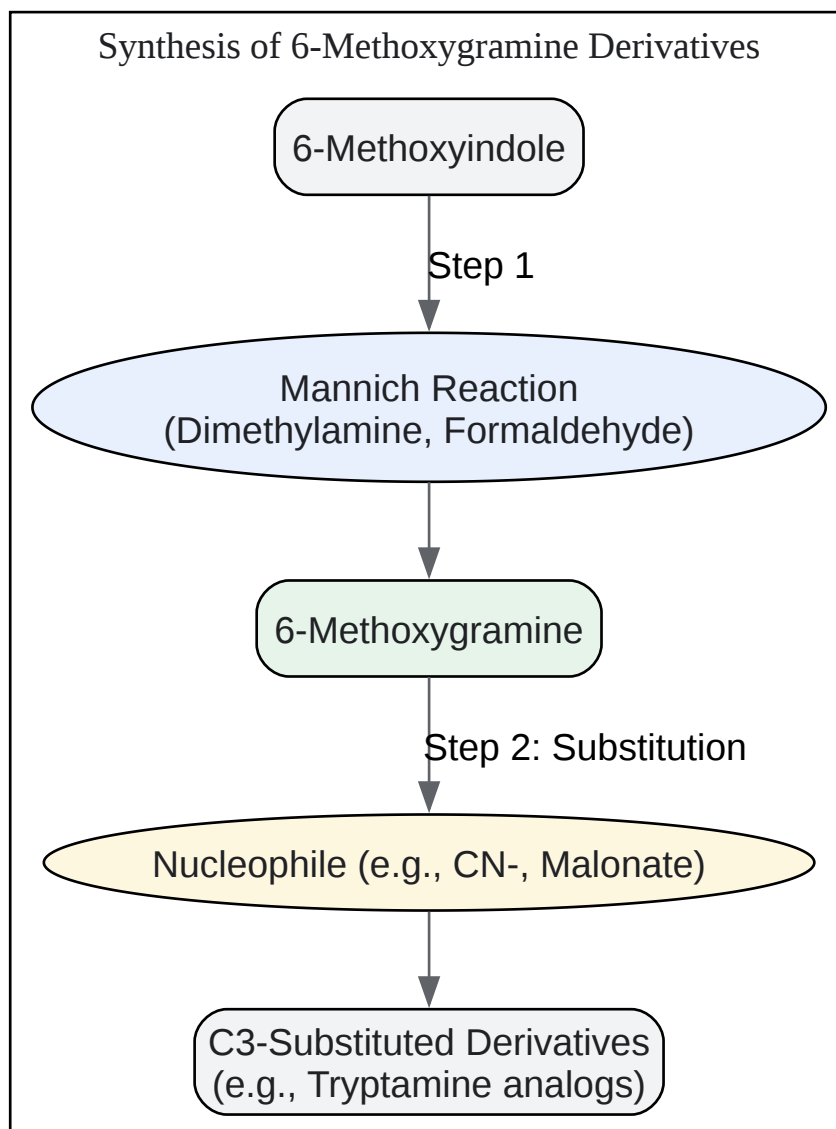 Synthesis of 6-Methoxygramine Derivatives
6-Methoxyindole
Step 1
Mannich Reaction
(Dimethylamine, Formaldehyde)
6-Methoxygramine
Step 2: Substitution
Nucleophile (e.g., CN-, Malonate)
C3-Substituted Derivatives
(e.g., Tryptamine analogs)